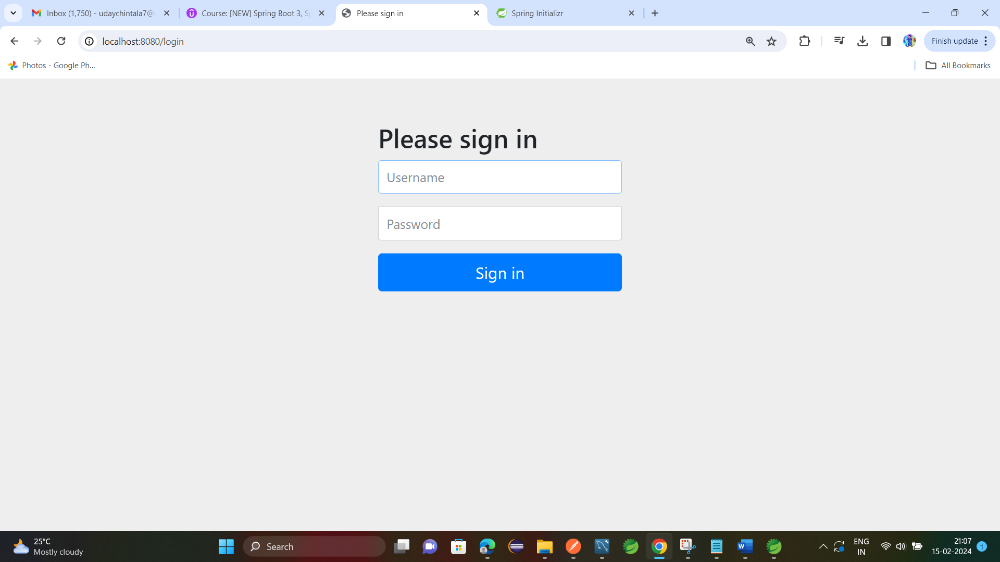 Inbox (1,750) - udaychintala7@
Course: [NEW] Spring Boot 3, S
Please sign in
Spring Initializr
localhost:8080/login
Finish update
Photos - Google Ph...
All Bookmarks
Please sign in
Username
Password
Sign in
25°C
Mostly cloudy
Search
ENG
IN
21:07
15-02-2024
1